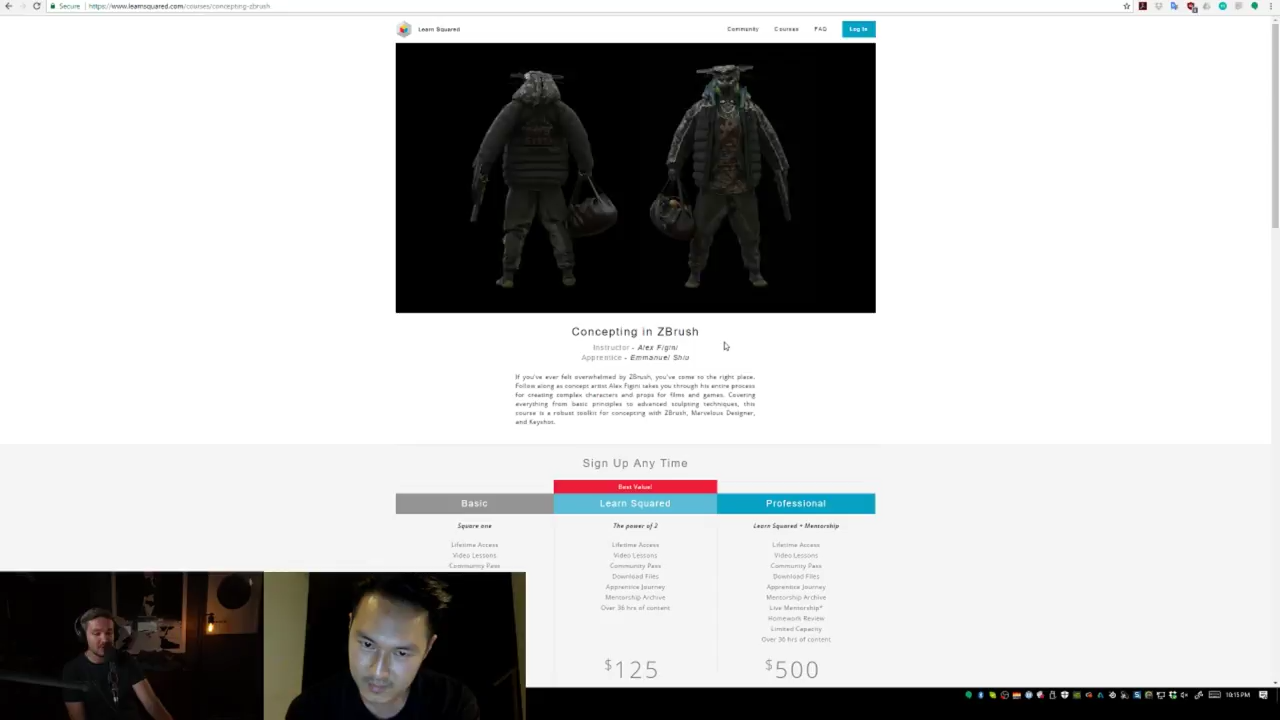 Secure
https://www.learnsquared.com/courses/concepting-zbrush
Learn Squared
Community
Courses
FAQ
Log In
Concepting in ZBrush
Instructor - Alex Figini
Apprentice - Emmanuel Shiu
If you've ever felt overwhelmed by ZBrush, you've come to the right place.
Follow along as concept artist Alex Figini takes you through his entire process
for creating complex characters and props for films and games. Covering
everything from basic principles to advanced sculpting techniques, this
course is a robust toolkit for concepting with ZBrush, Marvelous Designer,
and Keyshot.
Sign Up Any Time
Basic
Square one
Lifetime Access
Video Lessons
Community Pass
Best Value!
Learn Squared
The power of 2
Lifetime Access
Video Lessons
Community Pass
Download Files
Apprentice Journey
Mentorship Archive
Over 36 hrs of content
$125
Professional
Learn Squared + Mentorship
Lifetime Access
Video Lessons
Community Pass
Download Files
Apprentice Journey
Mentorship Archive
Live Mentorship*
Homework Review
Limited Capacity
Over 36 hrs of content
$500
10:15 PM